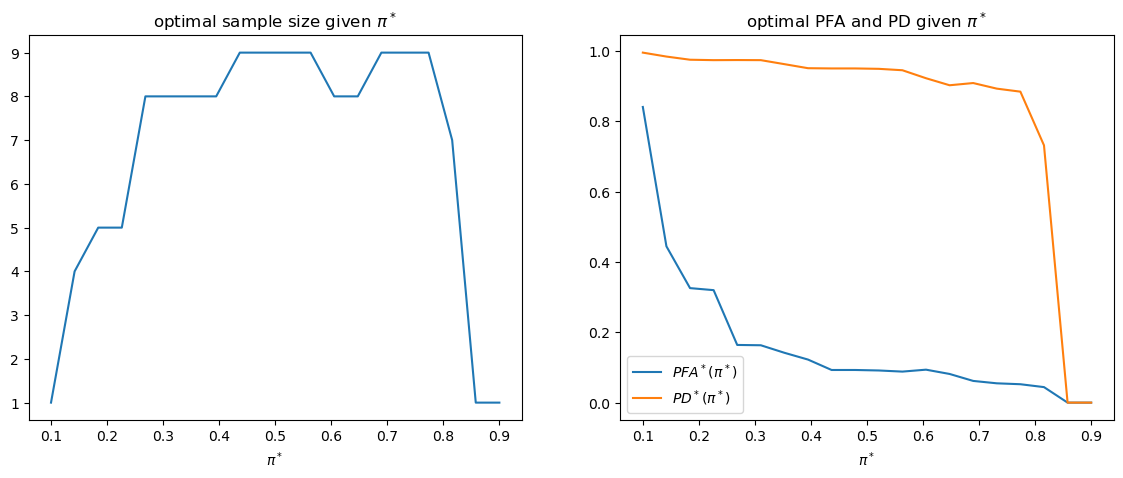 optimal sample size given π*
9
8
7
6
5
4
3
2
1
0.1 0.2 0.3 0.4 0.5 0.6 0.7 0.8 0.9
π*
optimal PFA and PD given π*
1.0
0.8
0.6
0.4
0.2
0.0
PFA*(π*)
PD*(π*)
0.1 0.2 0.3 0.4 0.5 0.6 0.7 0.8 0.9
π*